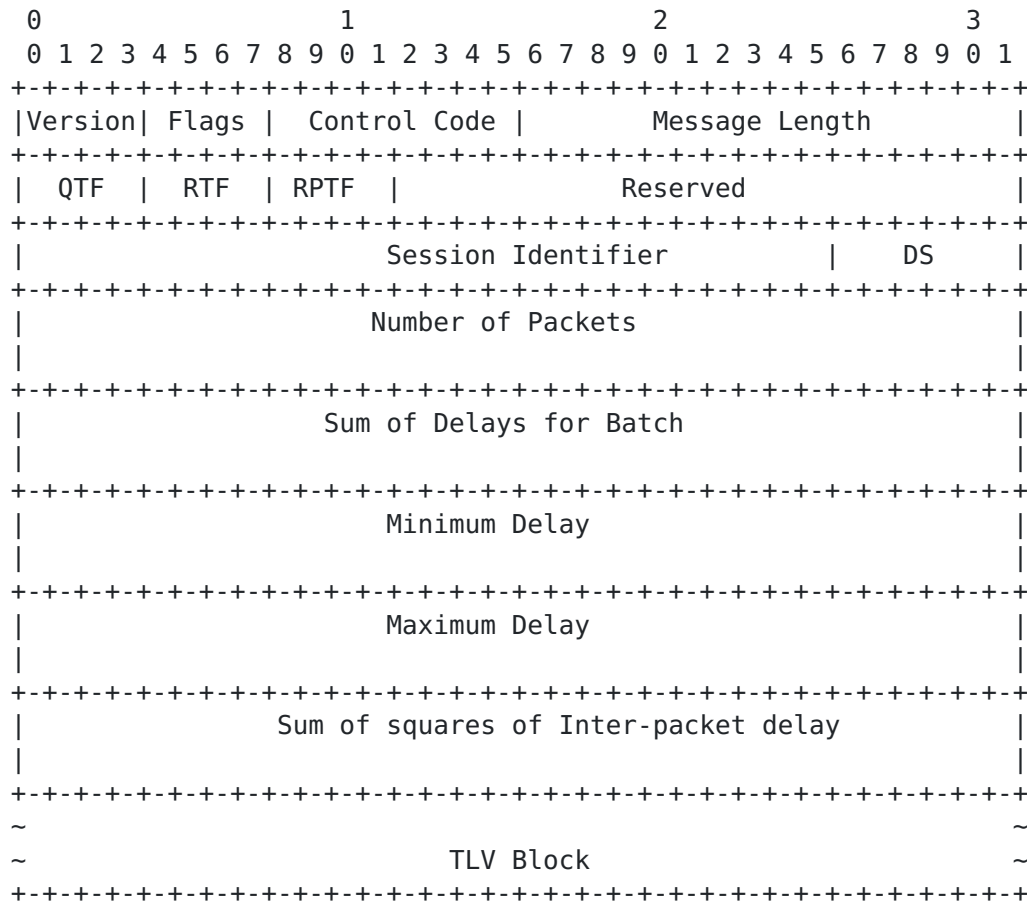 0                   1                   2                   3
 0 1 2 3 4 5 6 7 8 9 0 1 2 3 4 5 6 7 8 9 0 1 2 3 4 5 6 7 8 9 0 1
+-+-+-+-+-+-+-+-+-+-+-+-+-+-+-+-+-+-+-+-+-+-+-+-+-+-+-+-+-+-+-+-+
|Version| Flags |  Control Code |        Message Length         |
+-+-+-+-+-+-+-+-+-+-+-+-+-+-+-+-+-+-+-+-+-+-+-+-+-+-+-+-+-+-+-+-+
|  QTF  |  RTF  | RPTF  |              Reserved                 |
+-+-+-+-+-+-+-+-+-+-+-+-+-+-+-+-+-+-+-+-+-+-+-+-+-+-+-+-+-+-+-+-+
|                       Session Identifier          |    DS     |
+-+-+-+-+-+-+-+-+-+-+-+-+-+-+-+-+-+-+-+-+-+-+-+-+-+-+-+-+-+-+-+-+
|                      Number of Packets                        |
|                                                               |
+-+-+-+-+-+-+-+-+-+-+-+-+-+-+-+-+-+-+-+-+-+-+-+-+-+-+-+-+-+-+-+-+
|                   Sum of Delays for Batch                     |
|                                                               |
+-+-+-+-+-+-+-+-+-+-+-+-+-+-+-+-+-+-+-+-+-+-+-+-+-+-+-+-+-+-+-+-+
|                       Minimum Delay                           |
|                                                               |
+-+-+-+-+-+-+-+-+-+-+-+-+-+-+-+-+-+-+-+-+-+-+-+-+-+-+-+-+-+-+-+-+
|                       Maximum Delay                           |
|                                                               |
+-+-+-+-+-+-+-+-+-+-+-+-+-+-+-+-+-+-+-+-+-+-+-+-+-+-+-+-+-+-+-+-+
|                Sum of squares of Inter-packet delay           |
|                                                               |
+-+-+-+-+-+-+-+-+-+-+-+-+-+-+-+-+-+-+-+-+-+-+-+-+-+-+-+-+-+-+-+-+
~                                                               ~
~                           TLV Block                           ~
+-+-+-+-+-+-+-+-+-+-+-+-+-+-+-+-+-+-+-+-+-+-+-+-+-+-+-+-+-+-+-+-+